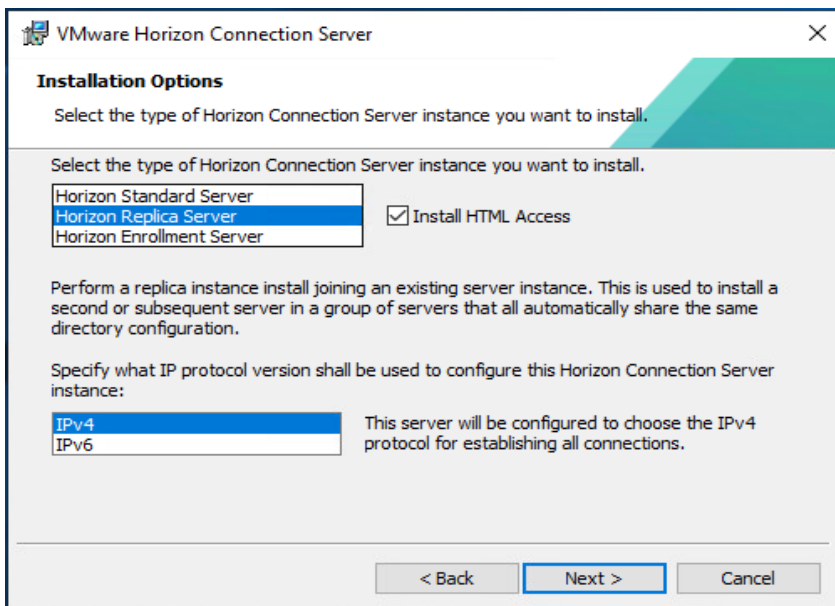 VMware Horizon Connection Server
Installation Options
Select the type of Horizon Connection Server instance you want to install.
Select the type of Horizon Connection Server instance you want to install.
Horizon Standard Server
Horizon Replica Server
Horizon Enrollment Server
Install HTML Access
Perform a replica instance install joining an existing server instance. This is used to install a
second or subsequent server in a group of servers that all automatically share the same
directory configuration.
Specify what IP protocol version shall be used to configure this Horizon Connection Server
instance:
IPv4
IPv6
This server will be configured to choose the IPv4
protocol for establishing all connections.
< Back
Next >
Cancel